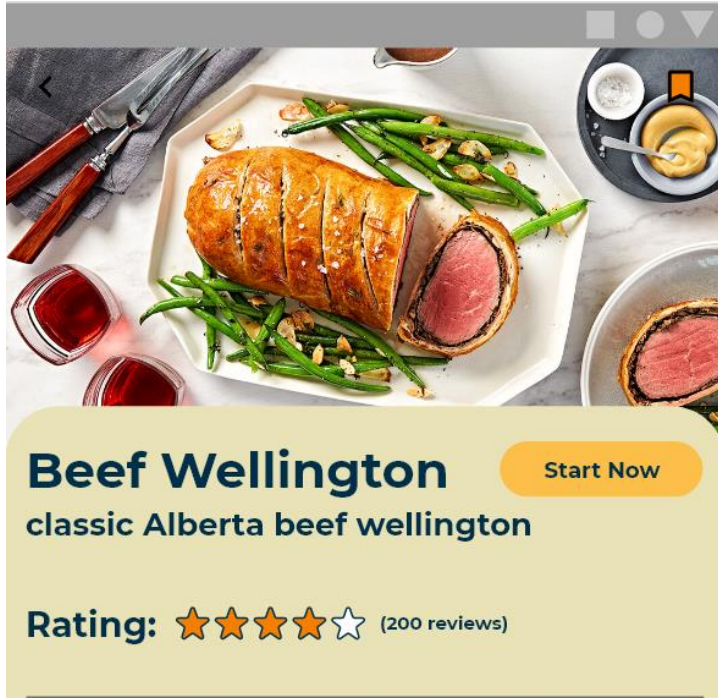 Beef Wellington
Start Now
classic Alberta beef wellington
Rating: (200 reviews)